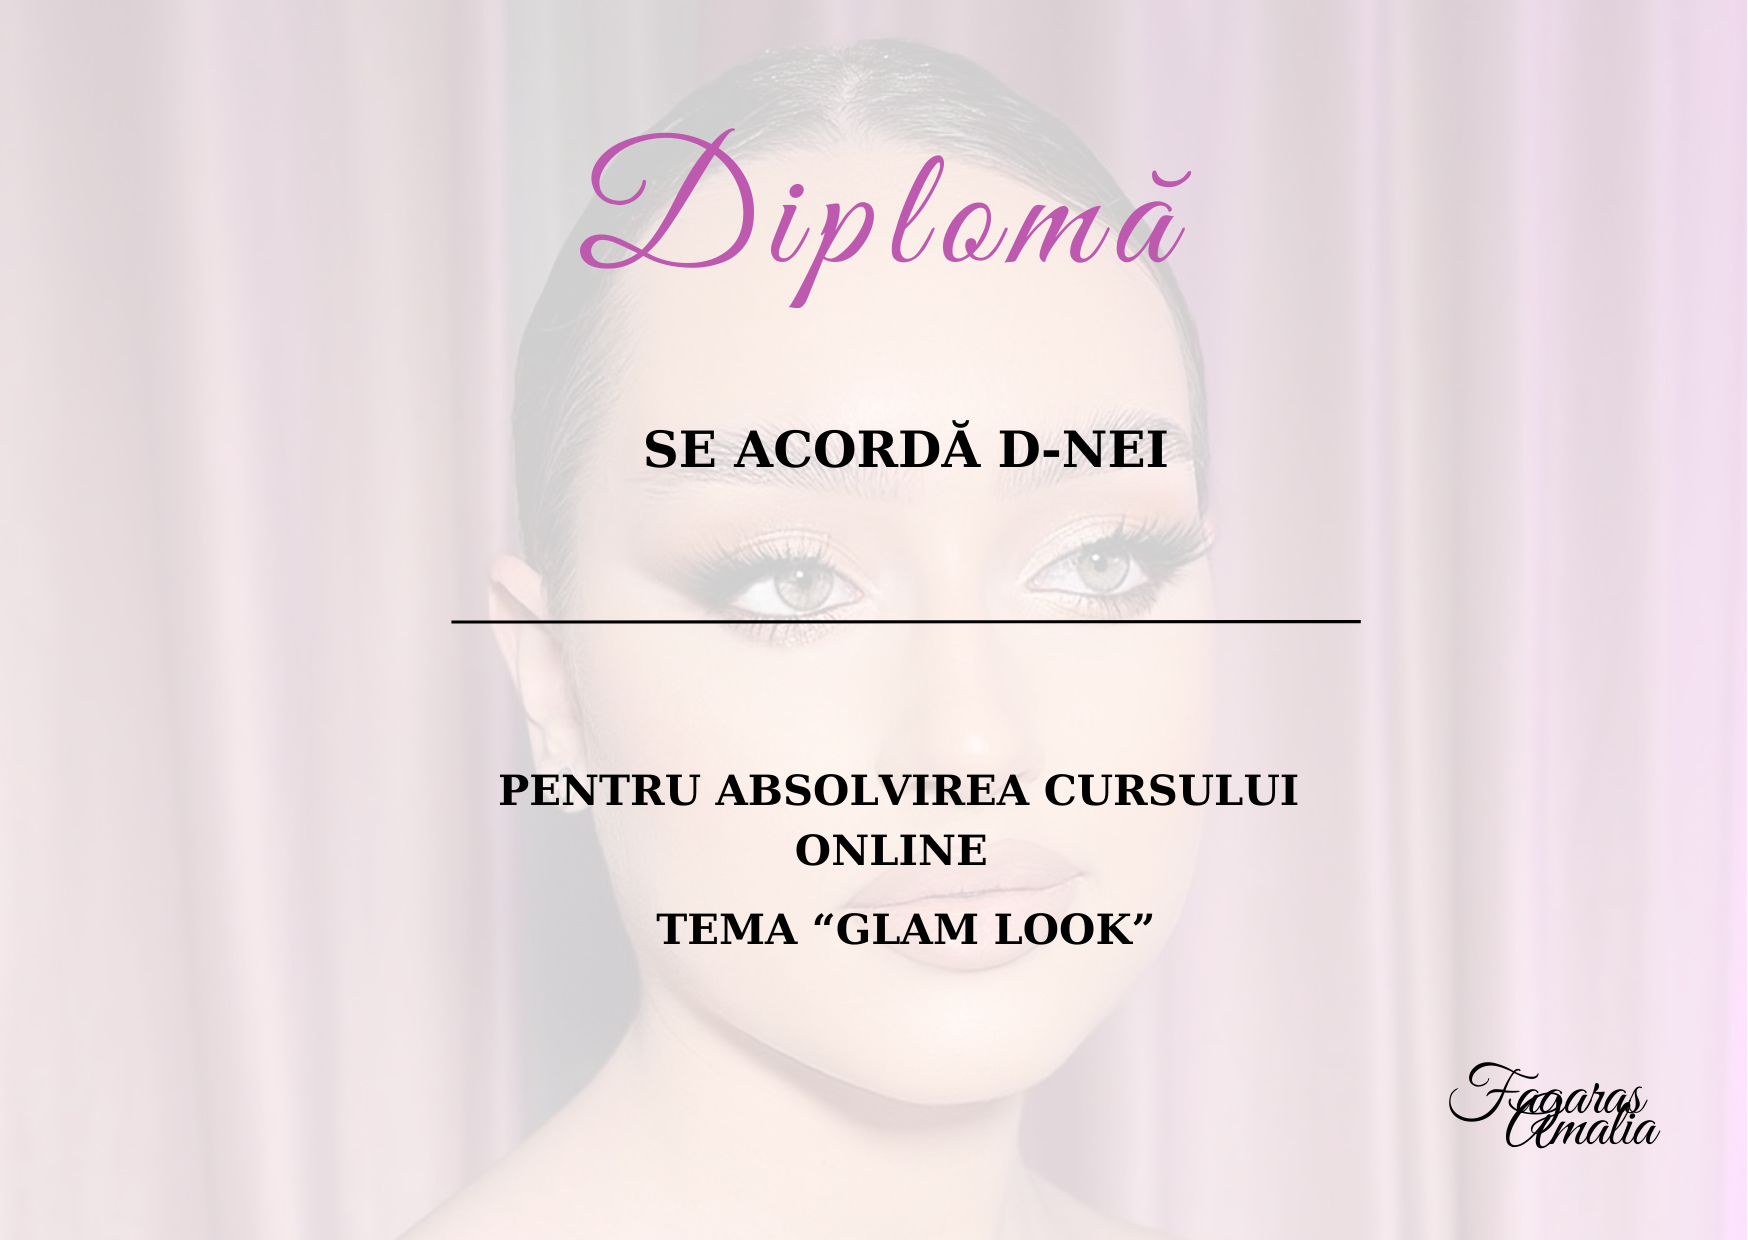 Diplomă
SE ACORDĂ D-NEI
PENTRU ABSOLVIREA CURSULUI
ONLINE
TEMA “GLAM LOOK”
Fagaras
Amalia